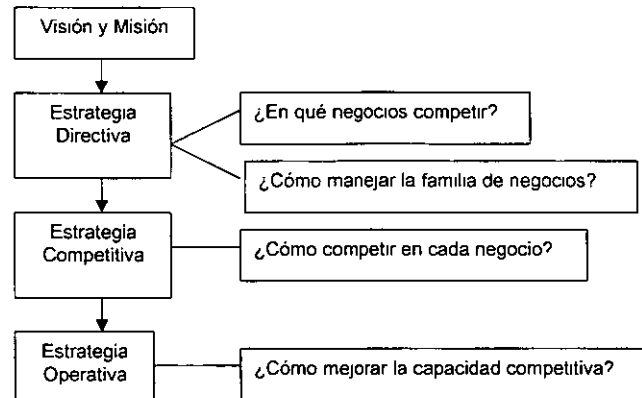 Visión y Misión
Estrategia
Directiva
¿En qué negocios competir?
¿Cómo manejar la familia de negocios?
Estrategia
Competitiva
¿Cómo competir en cada negocio?
Estrategia
Operativa
¿Cómo mejorar la capacidad competitiva?